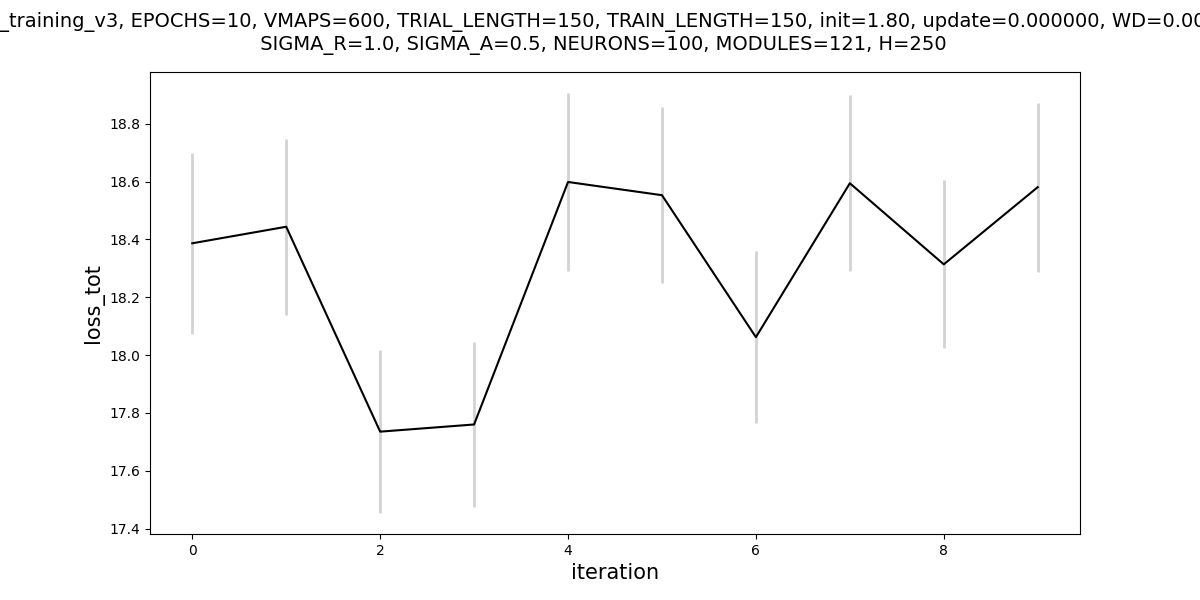 _training_v3, EPOCHS=10, VMAPS=600, TRIAL_LENGTH=150, TRAIN_LENGTH=150, init=1.80, update=0.000000, WD=0.00
SIGMA_R=1.0, SIGMA_A=0.5, NEURONS=100, MODULES=121, H=250
18.8
18.6
18.4
18.2
18.0
17.8
17.6
17.4
loss_tot
0 2 4 6 8
iteration